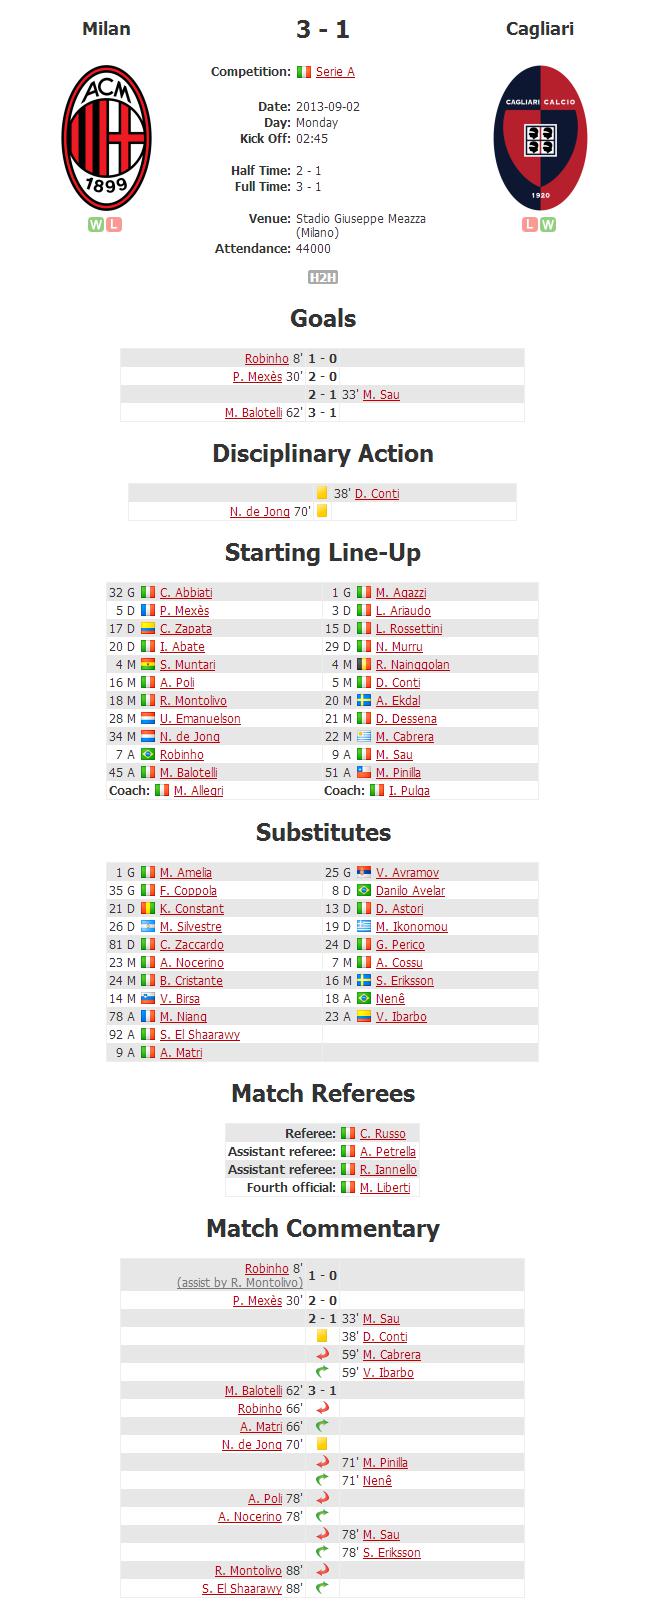 Milan 3 - 1 Cagliari
Competition: Serie A
ACM
1899
CAGLIARI CALCIO
1920
Date: 2013-09-02
Day: Monday
Kick Off: 02:45
Half Time: 2 - 1
Full Time: 3 - 1
Venue: Stadio Giuseppe Meazza
(Milano)
Attendance: 44000
W L
L W
H2H
Goals
Robinho 8' 1 - 0
P. Mexès 30' 2 - 0
2 - 1 33' M. Sau
M. Balotelli 62' 3 - 1
Disciplinary Action
38' D. Conti
N. de Jong 70'
Starting Line-Up
32 G C. Abbiati 1 G M. Agazzi
5 D P. Mexès 3 D L. Ariaudo
17 D C. Zapata 15 D L. Rossettini
20 D I. Abate 29 D N. Murru
4 M S. Muntari 4 M R. Nainggolan
16 M A. Poli 5 M D. Conti
18 M R. Montolivo 20 M A. Ekdal
28 M U. Emanuelson 21 M D. Dessena
34 M N. de Jong 22 M M. Cabrera
7 A Robinho 9 A M. Sau
45 A M. Balotelli 51 A M. Pinilla
Coach: M. Allegri Coach: I. Pulga
Substitutes
1 G M. Amelia 25 G V. Avramov
35 G F. Coppola 8 D Danilo Avelar
21 D K. Constant 13 D D. Astori
26 D M. Silvestre 19 D M. Ikonomou
81 D C. Zaccardo 24 D G. Perico
23 M A. Nocerino 7 M A. Cossu
24 M B. Cristante 16 M S. Eriksson
14 M V. Birsa 18 A Nenê
78 A M. Niang 23 A V. Ibarbo
92 A S. El Shaarawy
9 A A. Matri
Match Referees
Referee: C. Russo
Assistant referee: A. Petrella
Assistant referee: R. Iannello
Fourth official: M. Liberti
Match Commentary
Robinho 8' 1 - 0
(assist by R. Montolivo)
P. Mexès 30' 2 - 0
2 - 1 33' M. Sau
38' D. Conti
59' M. Cabrera
59' V. Ibarbo
M. Balotelli 62' 3 - 1
Robinho 66'
A. Matri 66'
N. de Jong 70'
71' M. Pinilla
71' Nenê
A. Poli 78'
A. Nocerino 78'
78' M. Sau
78' S. Eriksson
R. Montolivo 88'
S. El Shaarawy 88'